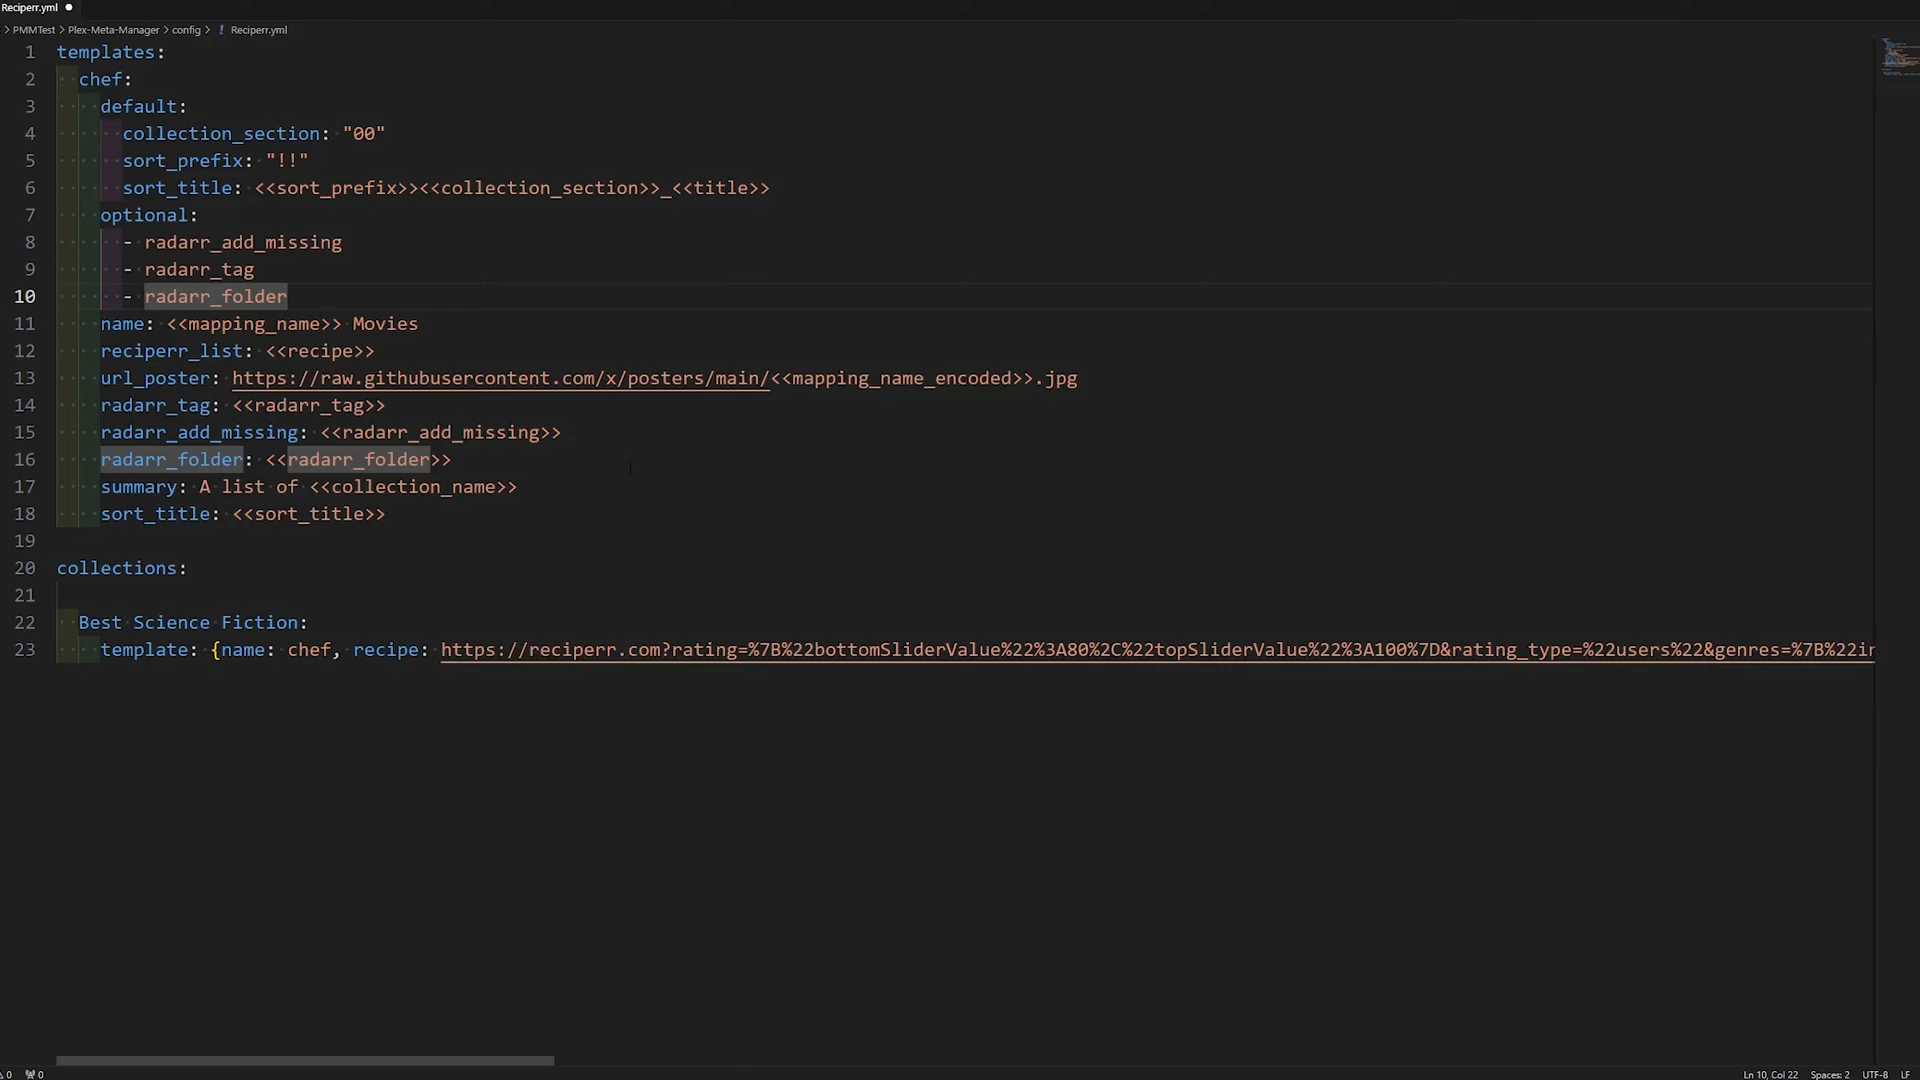 Reciperr.yml ●
> PMMTest > Plex-Meta-Manager > config > ! Reciperr.yml
1 templates:
2 chef:
3 default:
4 collection_section: "00"
5 sort_prefix: "!!"
6 sort_title: <<sort_prefix>><<collection_section>>_<<title>>
7 optional:
8 - radarr_add_missing
9 - radarr_tag
10 - radarr_folder
11 name: <<mapping_name>> Movies
12 reciperr_list: <<recipe>>
13 url_poster: https://raw.githubusercontent.com/x/posters/main/<<mapping_name_encoded>>.jpg
14 radarr_tag: <<radarr_tag>>
15 radarr_add_missing: <<radarr_add_missing>>
16 radarr_folder: <<radarr_folder>>
17 summary: A list of <<collection_name>>
18 sort_title: <<sort_title>>
19
20 collections:
21
22 Best Science Fiction:
23 template: {name: chef, recipe: https://reciperr.com?rating=%7B%22bottomSliderValue%22%3A80%2C%22topSliderValue%22%3A100%7D&rating_type=%22users%22&genres=%7B%22in
0 0 Ln 10, Col 22 Spaces: 2 UTF-8 LF